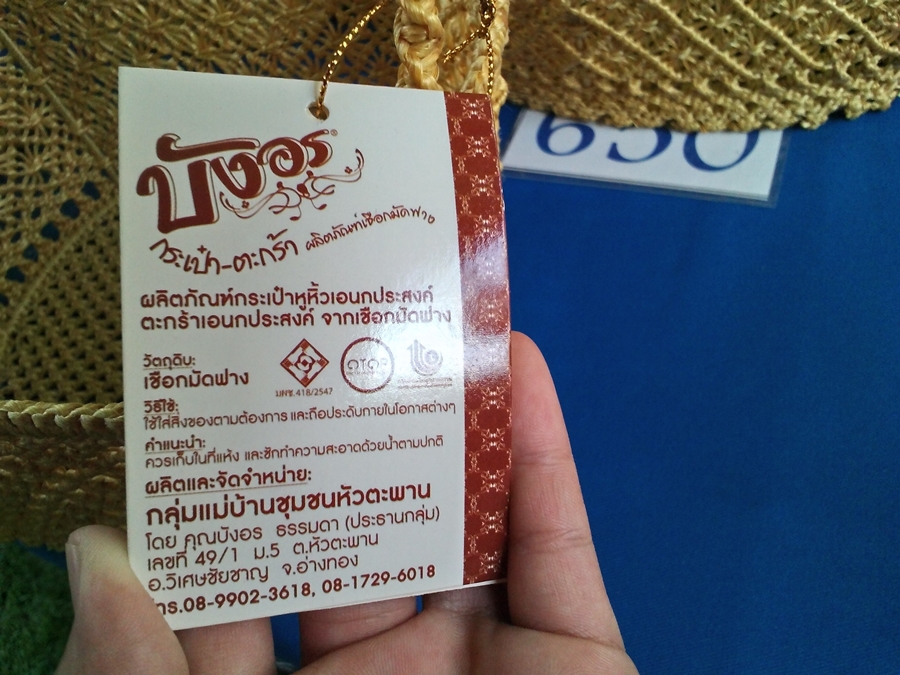 650
บังอร®
กระเป๋า-ตะกร้า ผลิตภัณฑ์เชือกมัดฟาง
ผลิตภัณฑ์กระเป๋าหูหิ้วเอนกประสงค์
ตะกร้าเอนกประสงค์ จากเชือกมัดฟาง
วัตถุดิบ:
เชือกมัดฟาง
มผช.418/2547
OTOP
วิธีใช้:
ใช้ใส่สิ่งของตามต้องการ และถือประดับภายในโอกาสต่างๆ
คำแนะนำ:
ควรเก็บในที่แห้ง และซักทำความสะอาดด้วยน้ำตามปกติ
ผลิตและจัดจำหน่าย:
กลุ่มแม่บ้านชุมชนหัวตะพาน
โดย คุณบังอร ธรรมดา (ประธานกลุ่ม)
เลขที่ 49/1 ม.5 ต.หัวตะพาน
อ.วิเศษชัยชาญ จ.อ่างทอง
โทร.08-9902-3618, 08-1729-6018